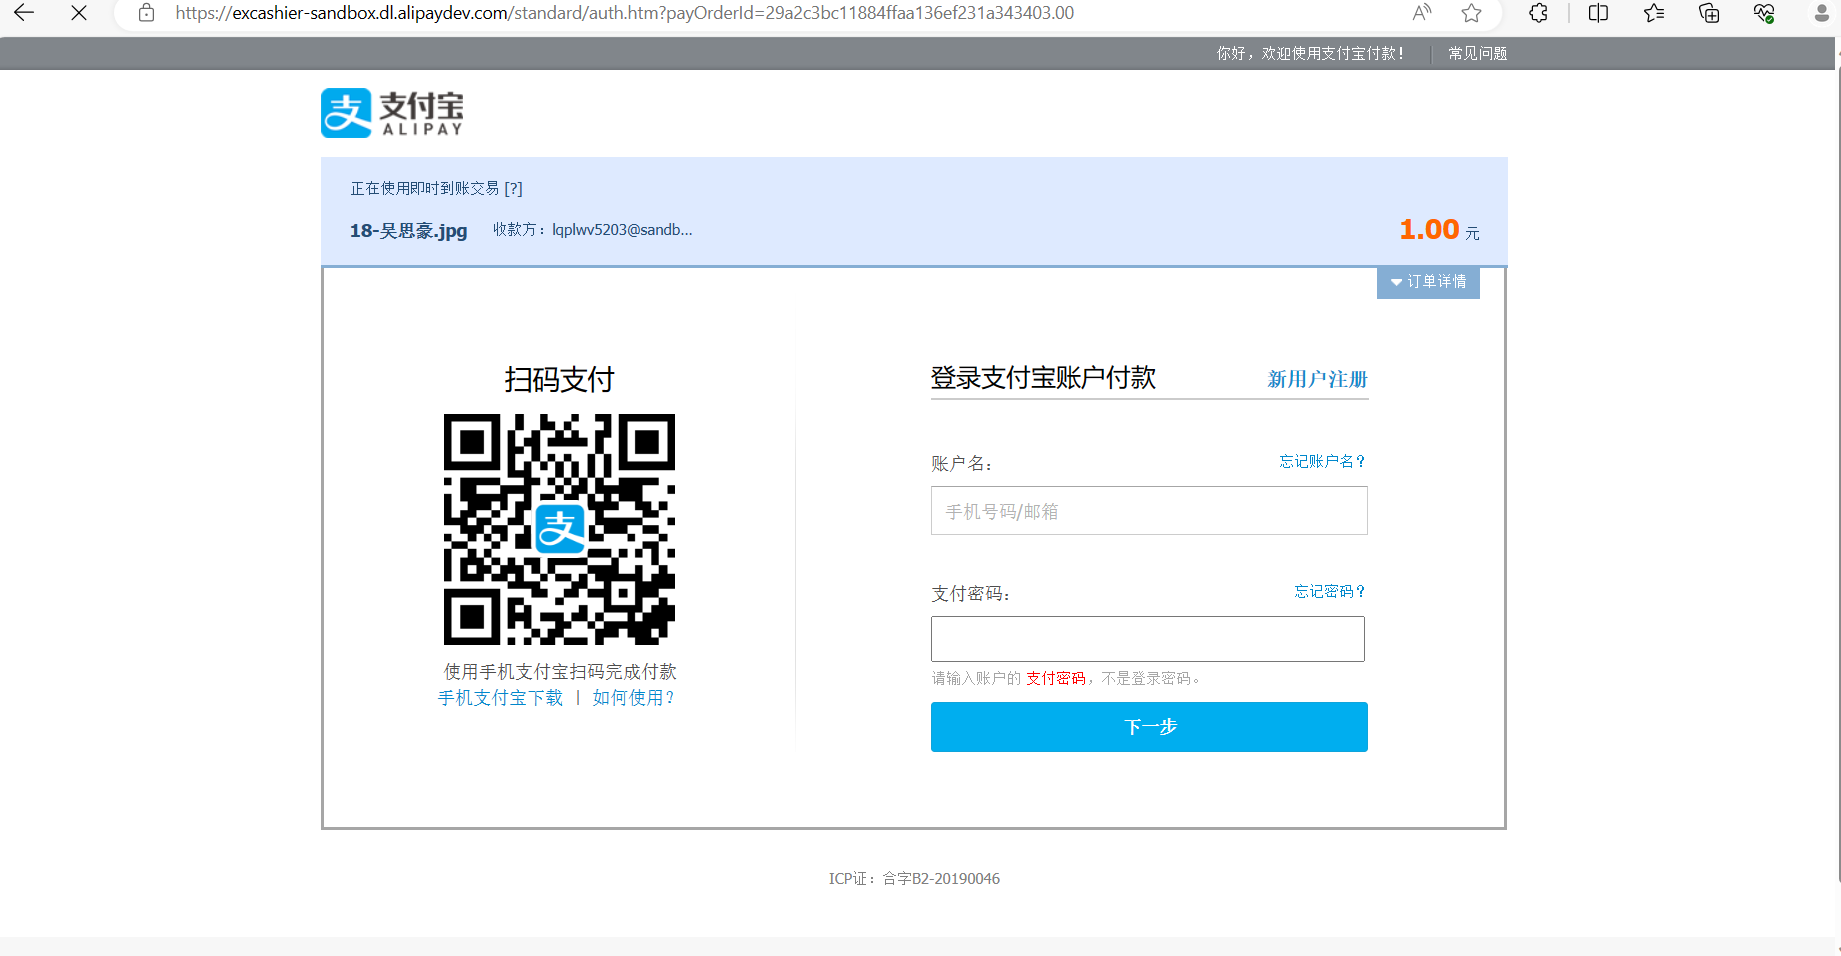 https://excashier-sandbox.dl.alipaydev.com/standard/auth.htm?payOrderId=29a2c3bc11884ffaa136ef231a343403.00
你好，欢迎使用支付宝付款！ 常见问题
支 支付宝
ALIPAY
正在使用即时到账交易 [?]
18-吴思豪.jpg 收款方：lqplwv5203@sandb... 1.00 元
订单详情
扫码支付
支
使用手机支付宝扫码完成付款
手机支付宝下载 | 如何使用？
登录支付宝账户付款 新用户注册
账户名： 忘记账户名？
手机号码/邮箱
支付密码： 忘记密码？
请输入账户的 支付密码，不是登录密码。
下一步
ICP证：合字B2-20190046